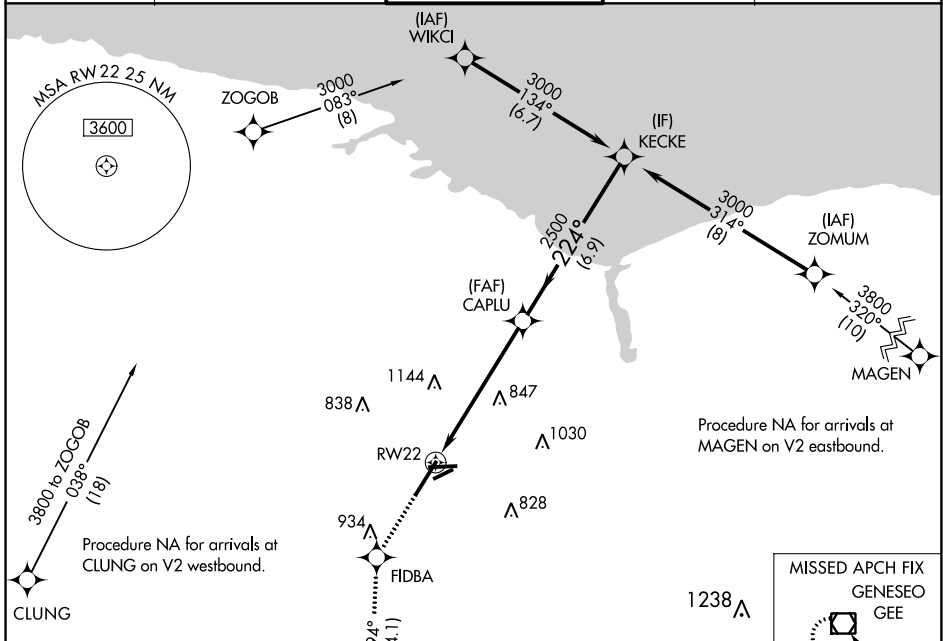 (IAF)
WIKCI
MSA RW22 25 NM
3600
ZOGOB
3000
083°
(8)
3000
134°
(6.7)
(IF)
KECKE
3000
314°
(8)
(IAF)
ZOMUM
2500
224°
(6.9)
(FAF)
CAPLU
3800
320°
(10)
MAGEN
1144
838
847
1030
Procedure NA for arrivals at
MAGEN on V2 eastbound.
RW22
828
934
3800 to ZOGOB
038°
(18)
Procedure NA for arrivals at
CLUNG on V2 westbound.
FIDBA
CLUNG
MISSED APCH FIX
GENESEO
GEE
1238